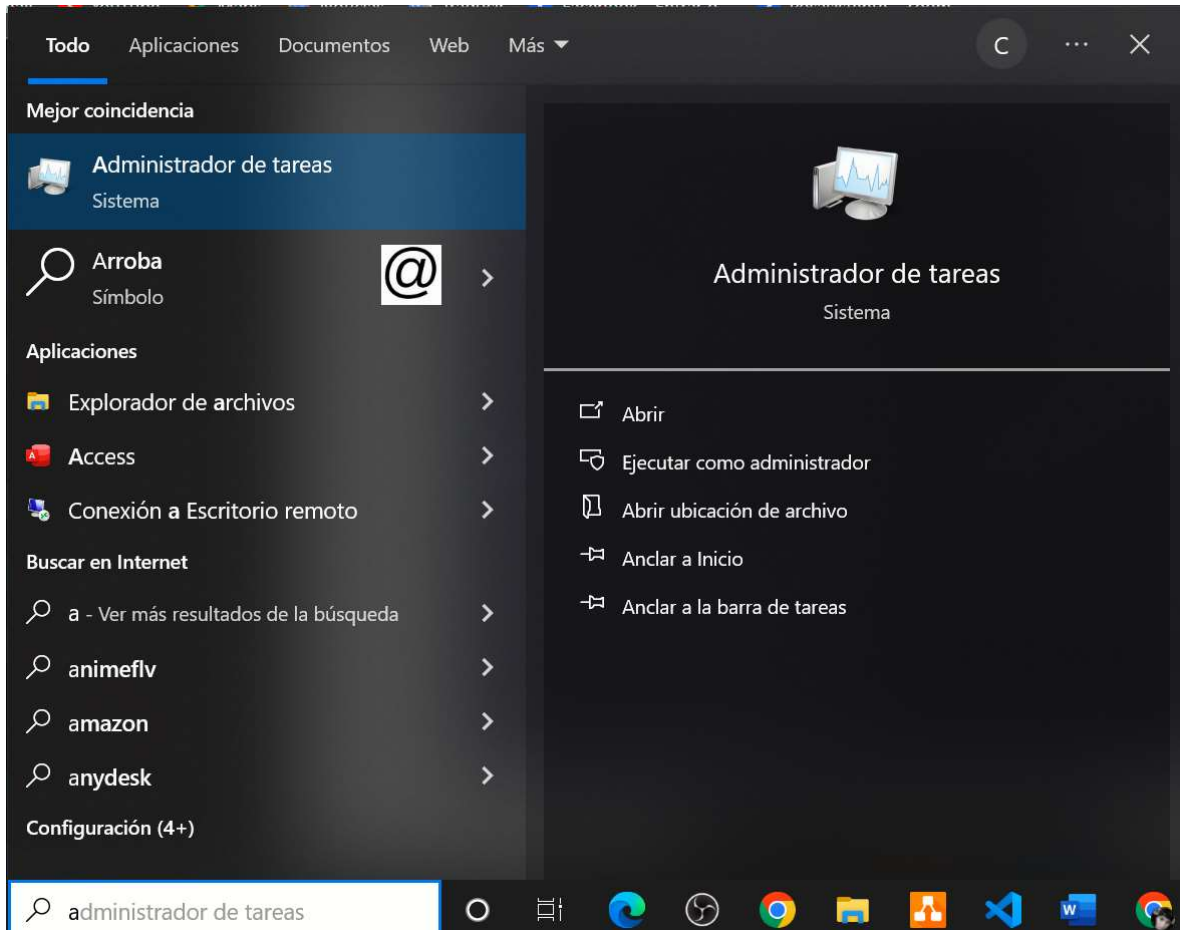 Todo Aplicaciones Documentos Web Más
C ···
Mejor coincidencia
Administrador de tareas
Sistema
Arroba
Símbolo
@
Aplicaciones
Explorador de archivos
Access
Conexión a Escritorio remoto
Buscar en Internet
a - Ver más resultados de la búsqueda
animeflv
amazon
anydesk
Configuración (4+)
administrador de tareas
Administrador de tareas
Sistema
Abrir
Ejecutar como administrador
Abrir ubicación de archivo
Anclar a Inicio
Anclar a la barra de tareas